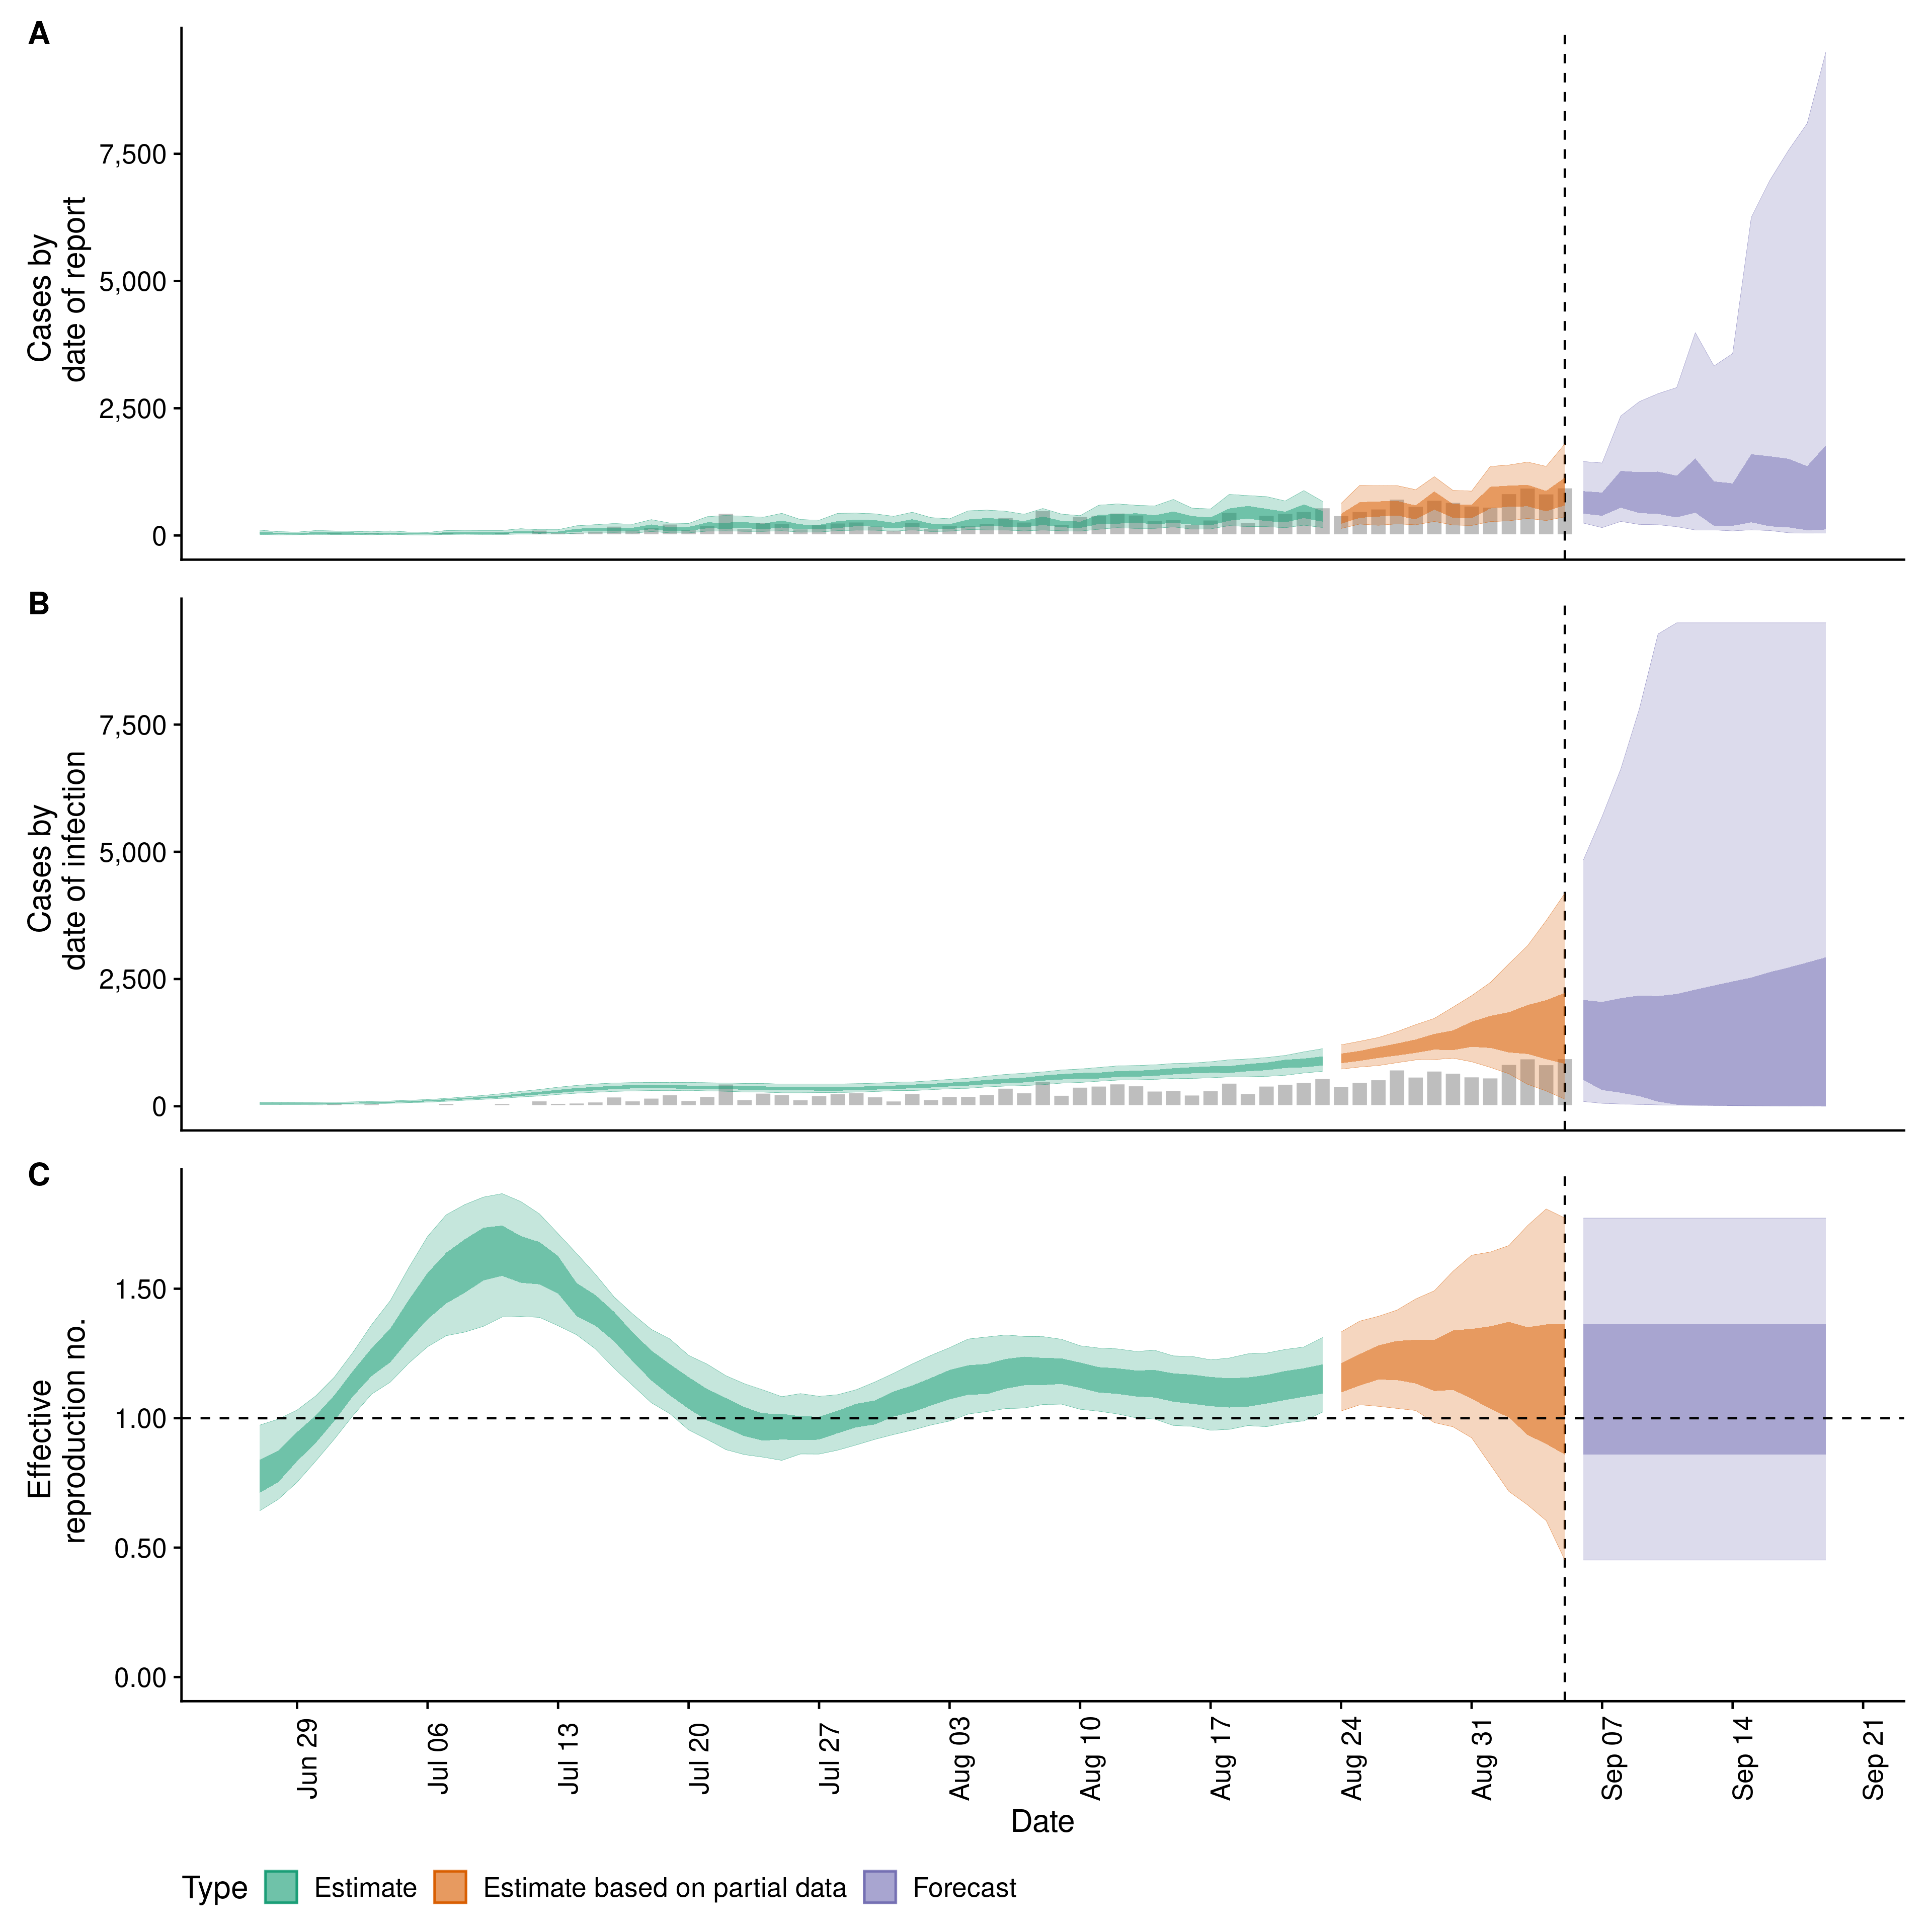 A
Cases by
date of report
7,500
5,000
2,500
0
B
Cases by
date of infection
7,500
5,000
2,500
0
C
Effective
reproduction no.
1.50
1.00
0.50
0.00
Jun 29
Jul 06
Jul 13
Jul 20
Jul 27
Aug 03
Aug 10
Aug 17
Aug 24
Aug 31
Sep 07
Sep 14
Sep 21
Date
Type Estimate Estimate based on partial data Forecast